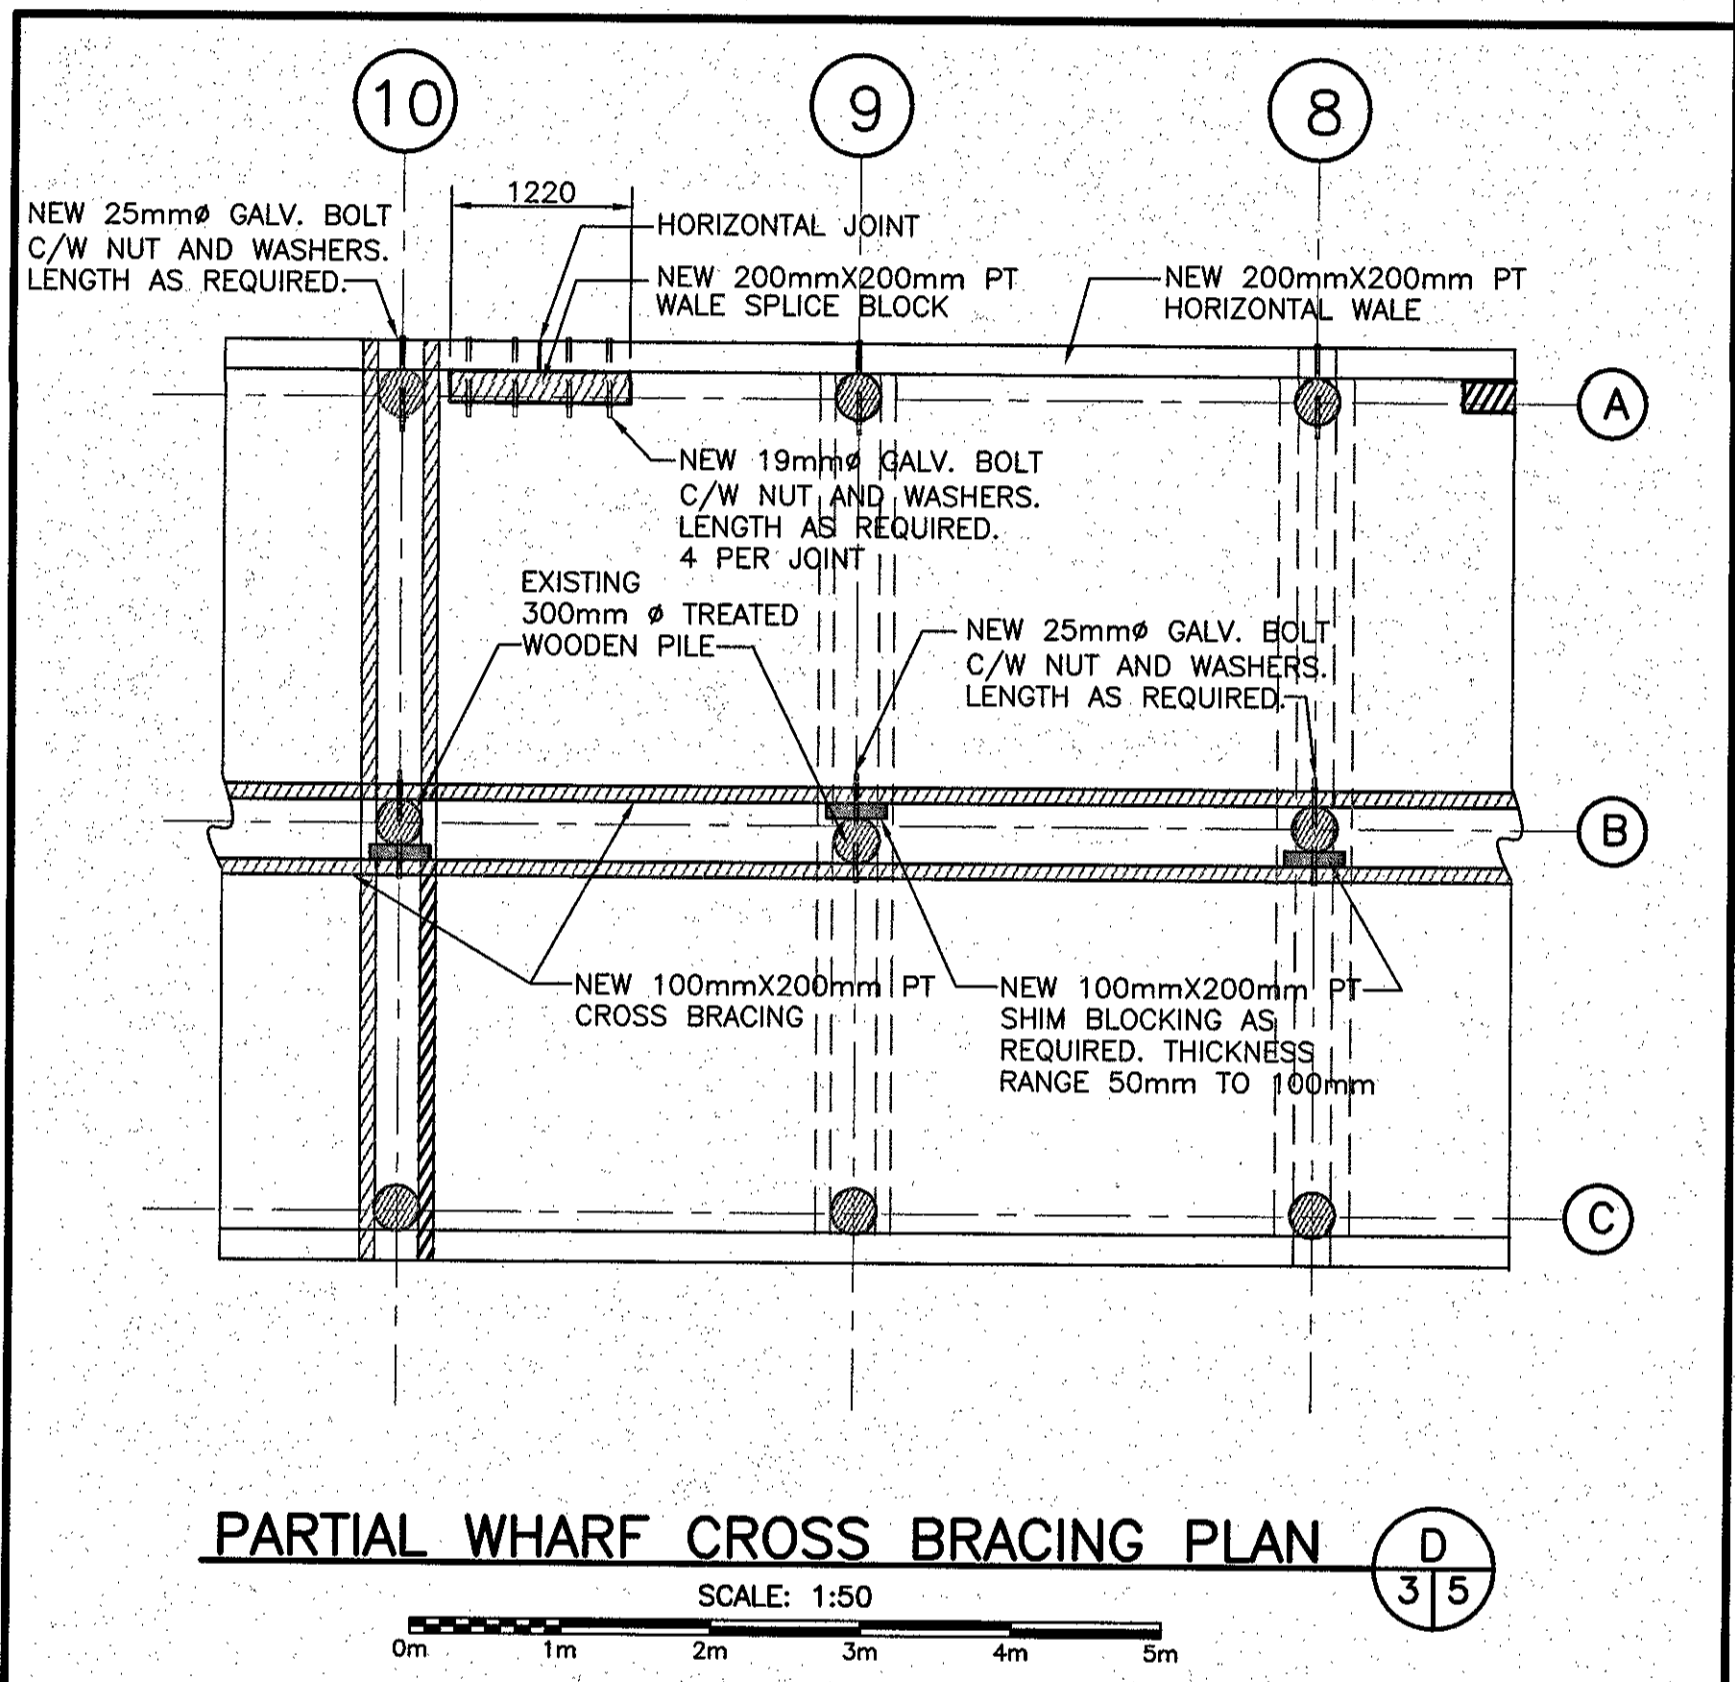 10
9
8
1220
NEW 25mmø GALV. BOLT
C/W NUT AND WASHERS.
LENGTH AS REQUIRED.
HORIZONTAL JOINT
NEW 200mmX200mm PT
WALE SPLICE BLOCK
NEW 200mmX200mm PT
HORIZONTAL WALE
A
NEW 19mmø GALV. BOLT
C/W NUT AND WASHERS.
LENGTH AS REQUIRED.
4 PER JOINT
EXISTING
300mm ø TREATED
WOODEN PILE
NEW 25mmø GALV. BOLT
C/W NUT AND WASHERS.
LENGTH AS REQUIRED.
B
NEW 100mmX200mm PT
CROSS BRACING
NEW 100mmX200mm PT
SHIM BLOCKING AS
REQUIRED. THICKNESS
RANGE 50mm TO 100mm
C
PARTIAL WHARF CROSS BRACING PLAN
D
3 5
SCALE: 1:50
0m 1m 2m 3m 4m 5m